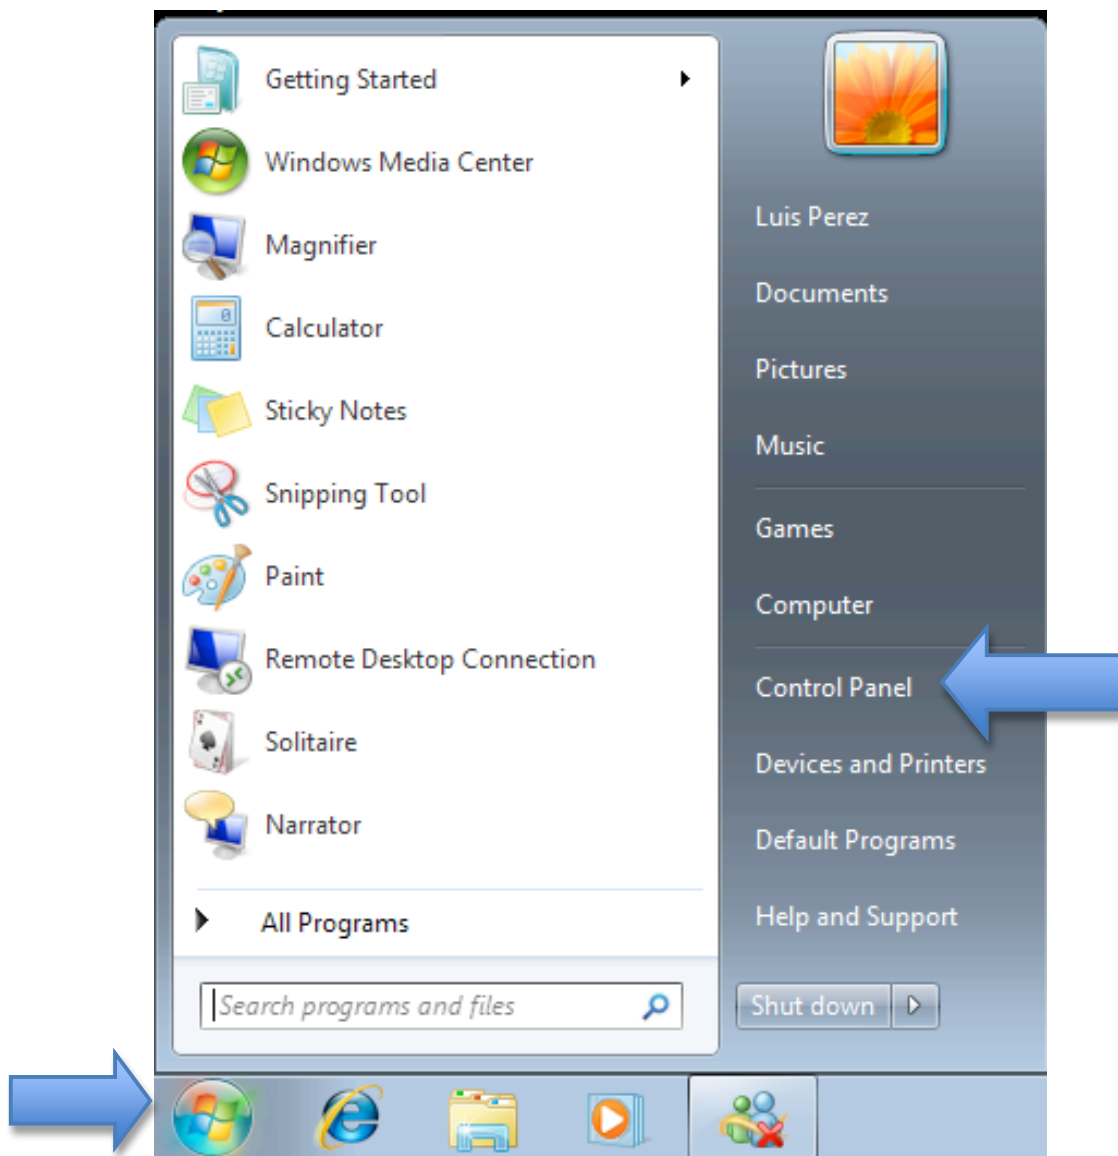 Getting Started
Windows Media Center
Magnifier
Calculator
Sticky Notes
Snipping Tool
Paint
Remote Desktop Connection
Solitaire
Narrator
All Programs
Search programs and files
Luis Perez
Documents
Pictures
Music
Games
Computer
Control Panel
Devices and Printers
Default Programs
Help and Support
Shut down